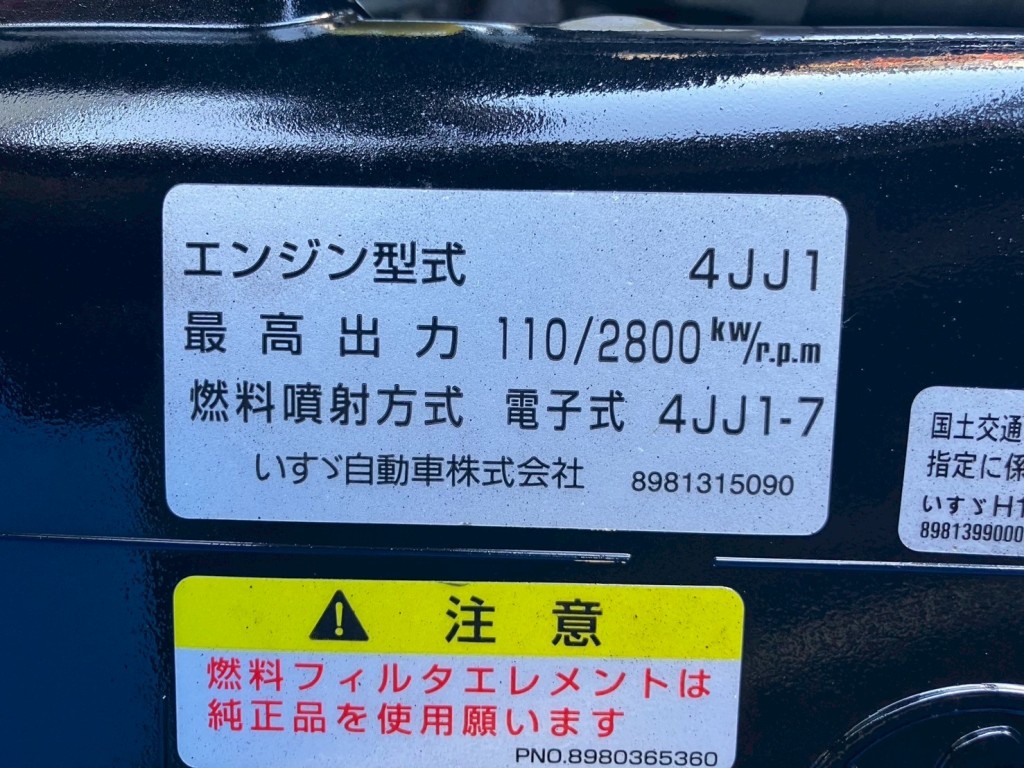 エンジン型式 4JJ1
最高出力 110/2800 kw/r.p.m
燃料噴射方式 電子式 4JJ1-7
いすゞ自動車株式会社 8981315090
国土交通
指定に係
いすゞH1
8981399000
⚠ 注意
燃料フィルタエレメントは
純正品を使用願います
PNO.8980365360